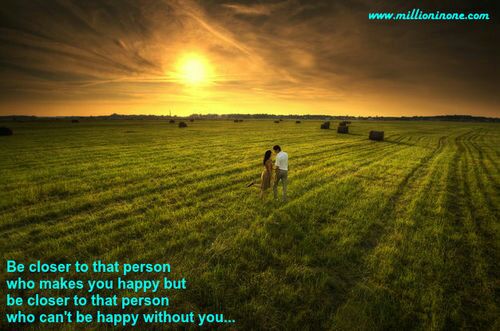 www.millioninone.com
Be closer to that person
who makes you happy but
be closer to that person
who can't be happy without you...